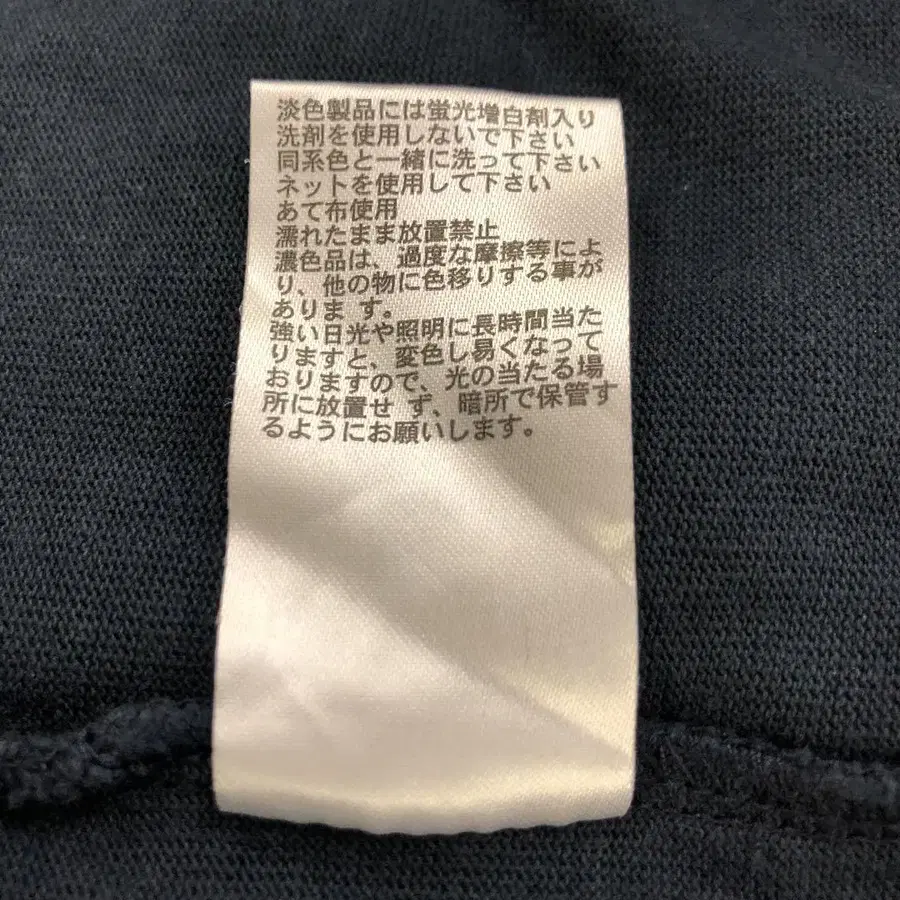 淡色製品には蛍光増白剤入り
洗剤を使用しないで下さい
同系色と一緒に洗って下さい
ネットを使用して下さい
あて布使用
濡れたまま放置禁止
濃色品は、過度な摩擦等によ
り、他の物に色移りする事が
ありま す。
強い日光や照明に長時間当た
りますと、変色し易くなって
おりますので、光の当たる場
所に放置せ ず、暗所で保管す
るようにお願いします。